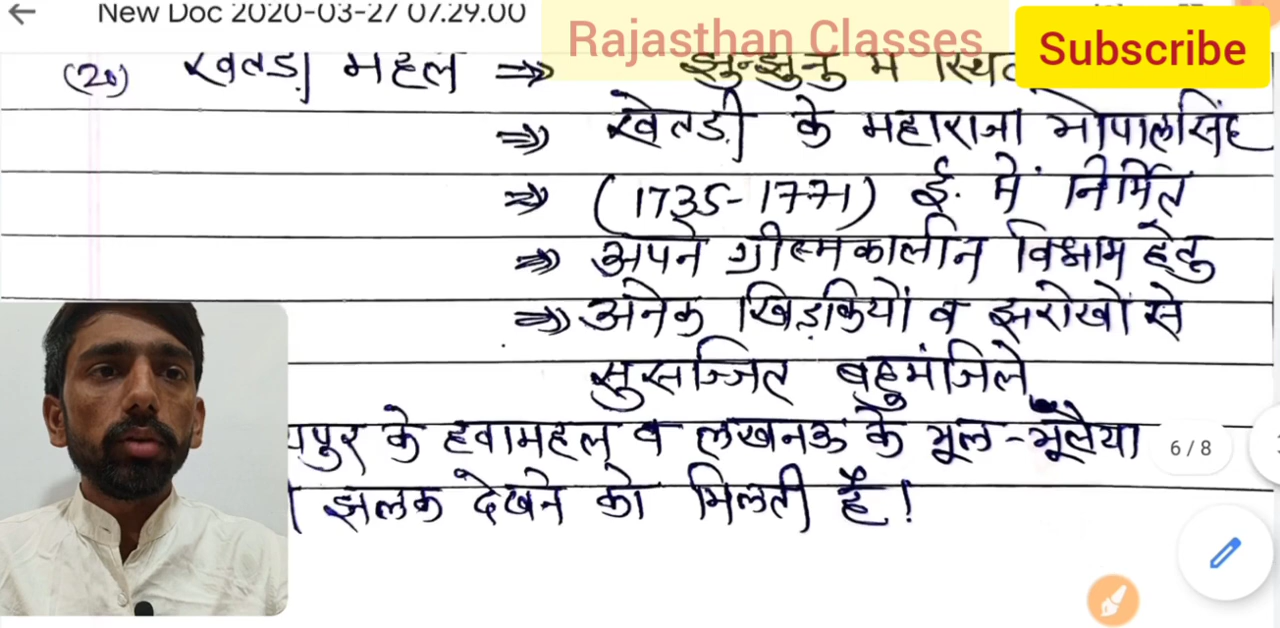 New Doc 2020-03-27 07.29.00
Rajasthan Classes
Subscribe
(20) खेतड़ी महल ⇒ झुन्झुनु में
⇒ खेतड़ी के महाराजा भोपालसिंह
⇒ (1735-1771) ई. में निर्मित
⇒ अपने ग्रीष्मकालीन विश्राम हेतु
⇒ अनेक खिड़कियों व झरोखों से
सुसज्जित बहुमंजिले
के हवामहल व लखनऊ के भूल-भूलैया
झलक देखने को मिलती है!
6/8